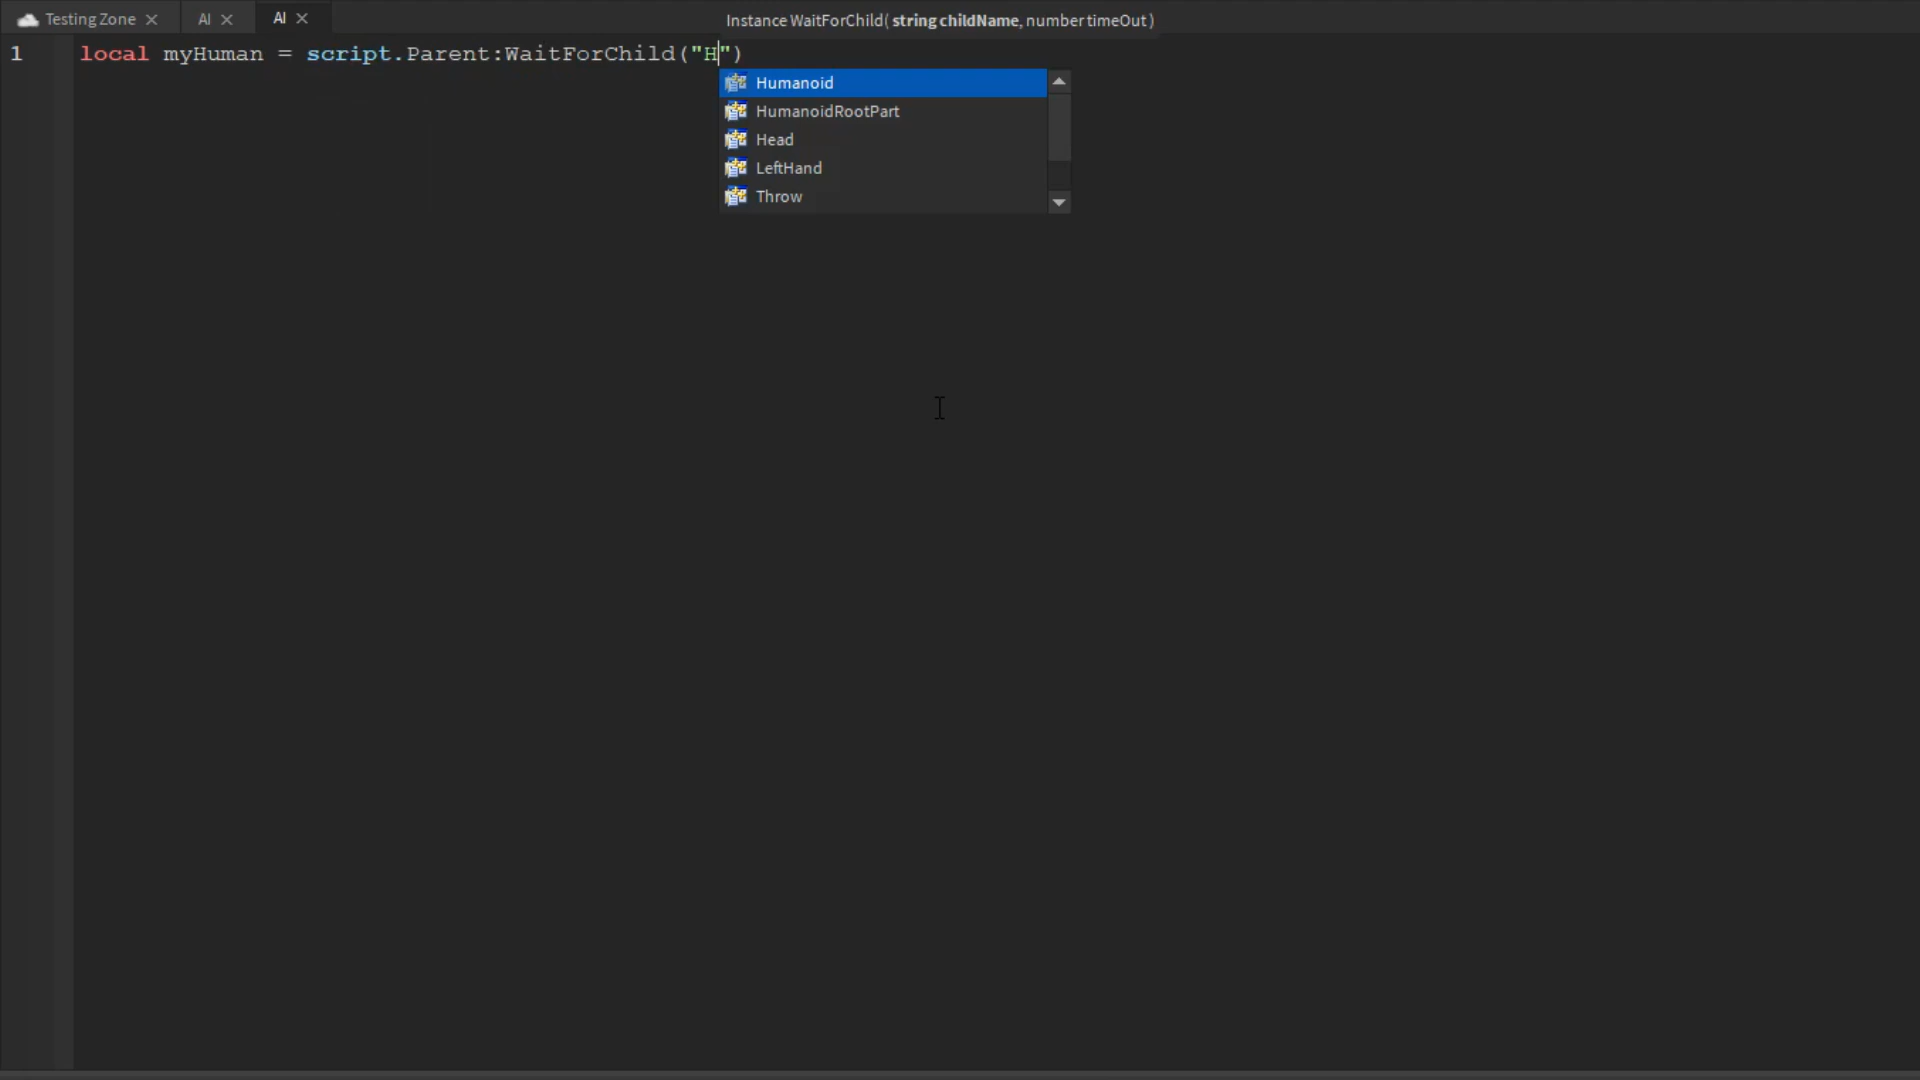 Testing Zone AI AI Instance WaitForChild( string childName, number timeOut )
1 local myHuman = script.Parent:WaitForChild("H")
Humanoid
HumanoidRootPart
Head
LeftHand
Throw